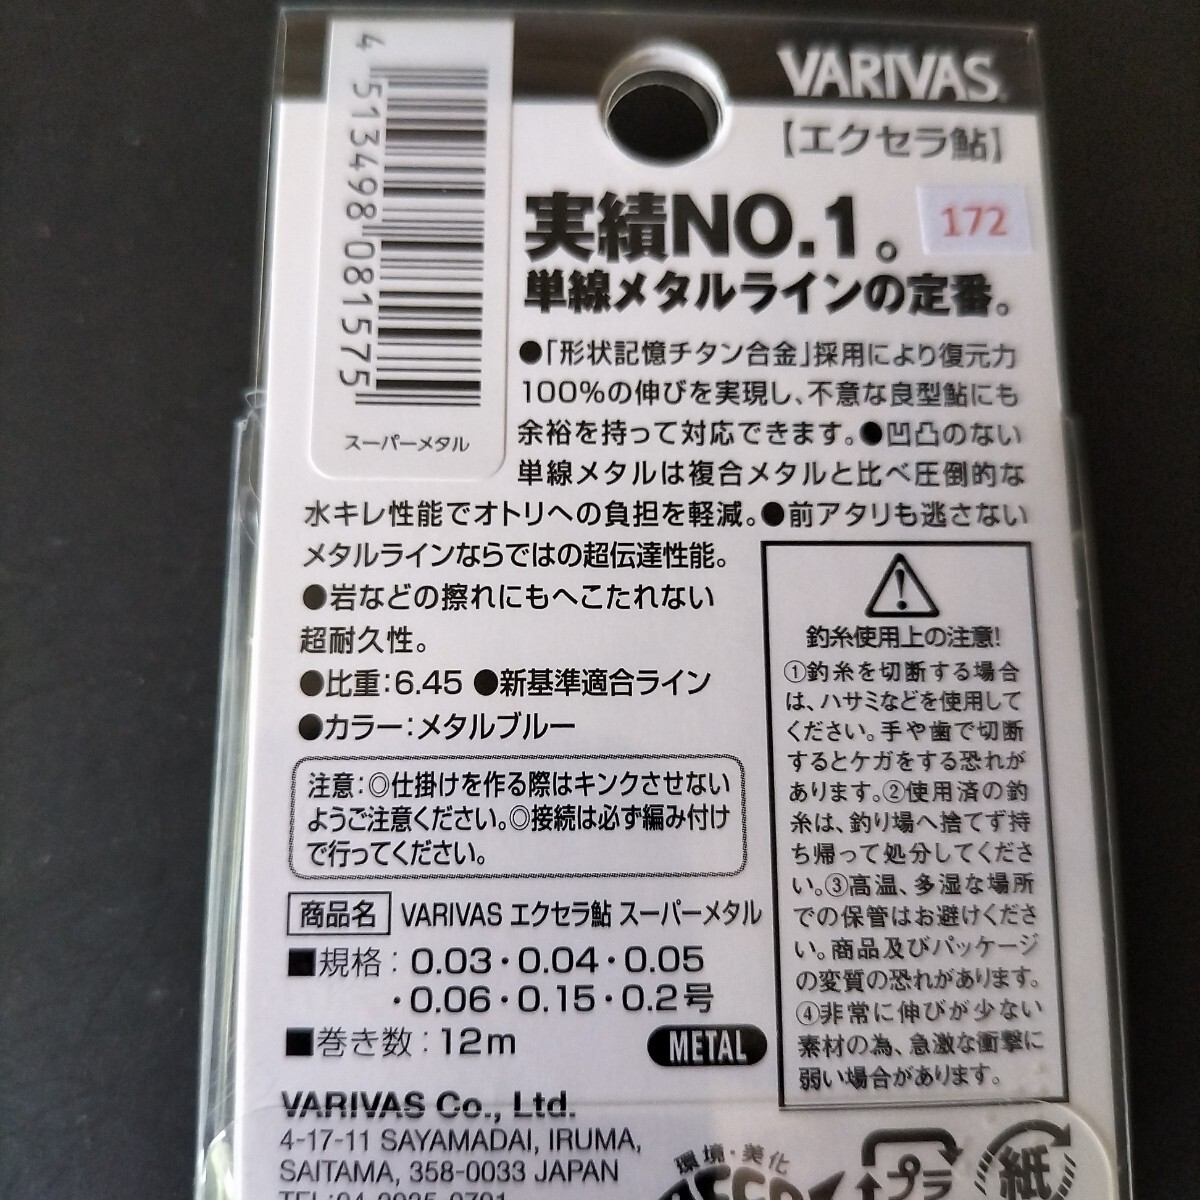 VARIVAS
【エクセラ鮎】
4 513498 081575
スーパーメタル
実績NO.1。
172
単線メタルラインの定番。
●「形状記憶チタン合金」採用により復元力
100%の伸びを実現し、不意な良型鮎にも
余裕を持って対応できます。●凹凸のない
単線メタルは複合メタルと比べ圧倒的な
水キレ性能でオトリへの負担を軽減。●前アタリも逃さない
メタルラインならではの超伝達性能。
●岩などの擦れにもへこたれない
超耐久性。
●比重:6.45 ●新基準適合ライン
●カラー:メタルブルー
注意:◎仕掛けを作る際はキンクさせない
ようご注意ください。◎接続は必ず編み付け
で行ってください。
商品名 VARIVAS エクセラ鮎 スーパーメタル
■規格:0.03・0.04・0.05
・0.06・0.15・0.2号
■巻き数:12m
METAL
釣糸使用上の注意!
①釣糸を切断する場合
は、ハサミなどを使用して
ください。手や歯で切断
するとケガをする恐れが
あります。②使用済の釣
糸は、釣り場へ捨てず持
ち帰って処分してくださ
い。③高温、多湿な場所
での保管はお避けくださ
い。商品及びパッケージ
の変質の恐れがあります。
④非常に伸びが少ない
素材の為、急激な衝撃に
弱い場合があります。
VARIVAS Co., Ltd.
4-17-11 SAYAMADAI, IRUMA,
SAITAMA, 358-0033 JAPAN
環境・美化
プラ
紙